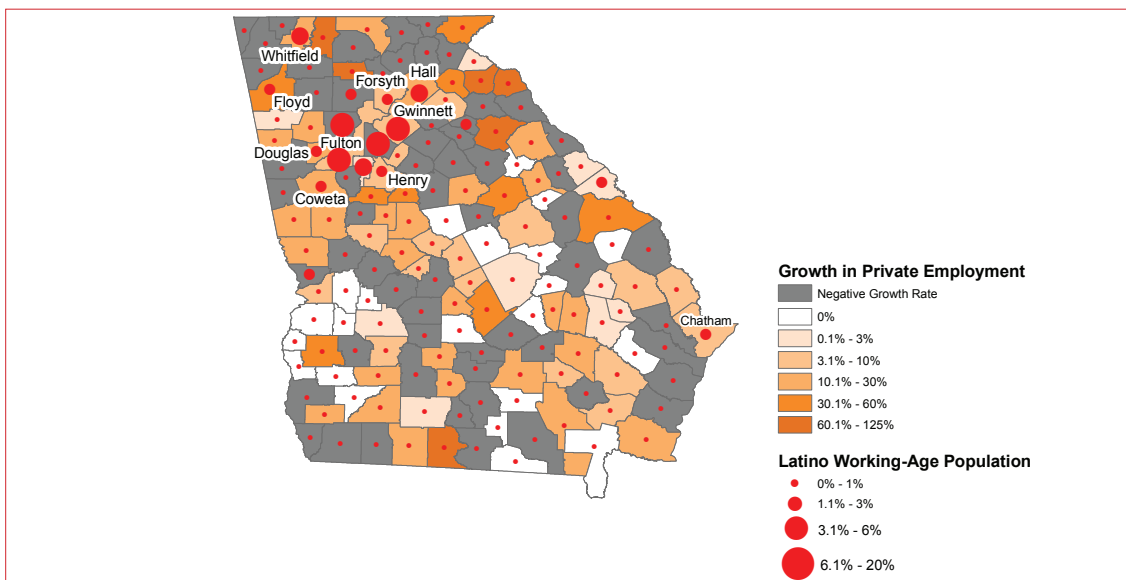 Whitfield
Hall
Forsyth
Floyd
Gwinnett
Fulton
Douglas
Henry
Coweta
Chatham
Growth in Private Employment
Negative Growth Rate
0%
0.1% - 3%
3.1% - 10%
10.1% - 30%
30.1% - 60%
60.1% - 125%
Latino Working-Age Population
0% - 1%
1.1% - 3%
3.1% - 6%
6.1% - 20%